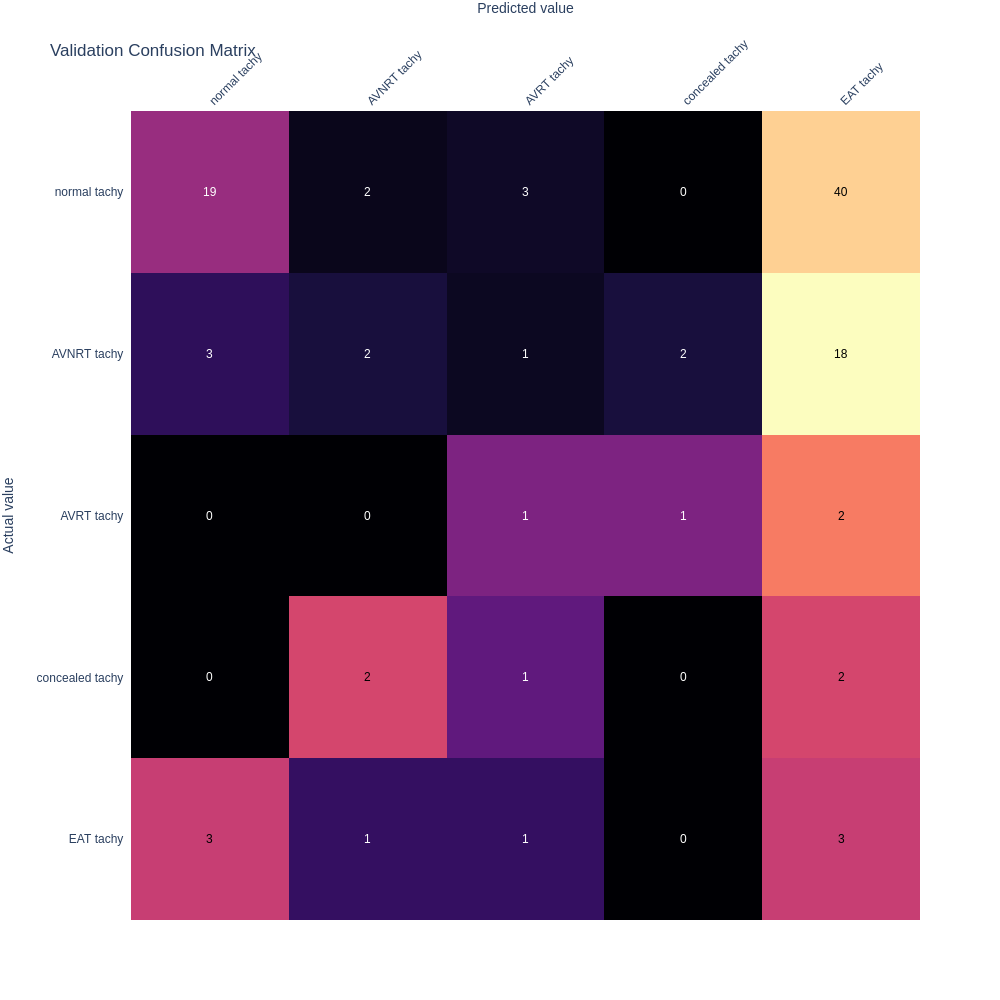 Predicted value
Validation Confusion Matrix
normal tachy
AVNRT tachy
AVRT tachy
concealed tachy
EAT tachy
normal tachy 19 2 3 0 40
AVNRT tachy 3 2 1 2 18
AVRT tachy 0 0 1 1 2
concealed tachy 0 2 1 0 2
EAT tachy 3 1 1 0 3
Actual value